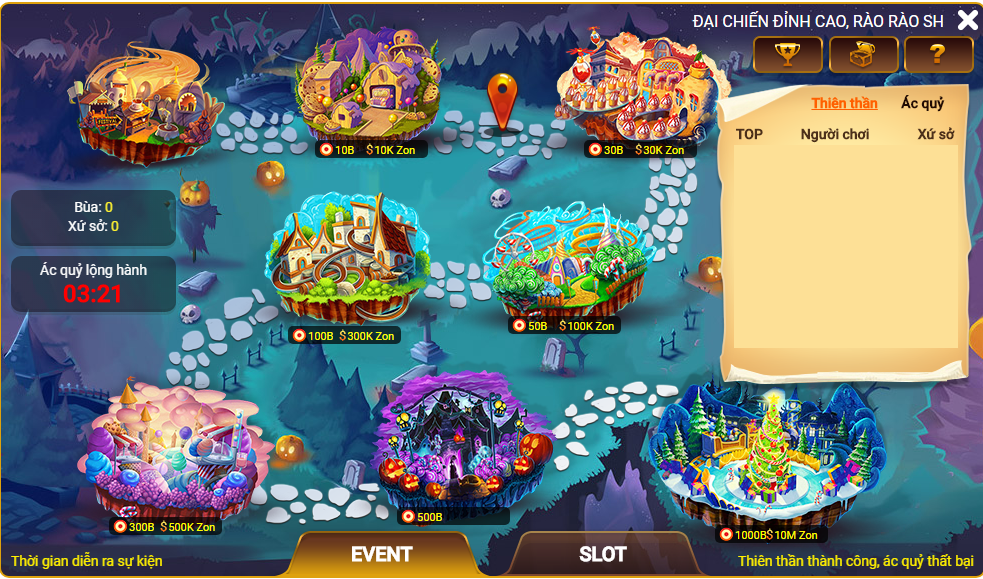 ĐẠI CHIẾN ĐỈNH CAO, RÀO RÀO SH
?
Thiên thần Ác quỷ
TOP Người chơi Xứ sở
10B $10K Zon
30B $30K Zon
Bùa: 0
Xứ sở: 0
Ác quỷ lộng hành
03:21
100B $300K Zon
50B $100K Zon
300B $500K Zon
500B
1000B$10M Zon
Thời gian diễn ra sự kiện
EVENT
SLOT
Thiên thần thành công, ác quỷ thất bại